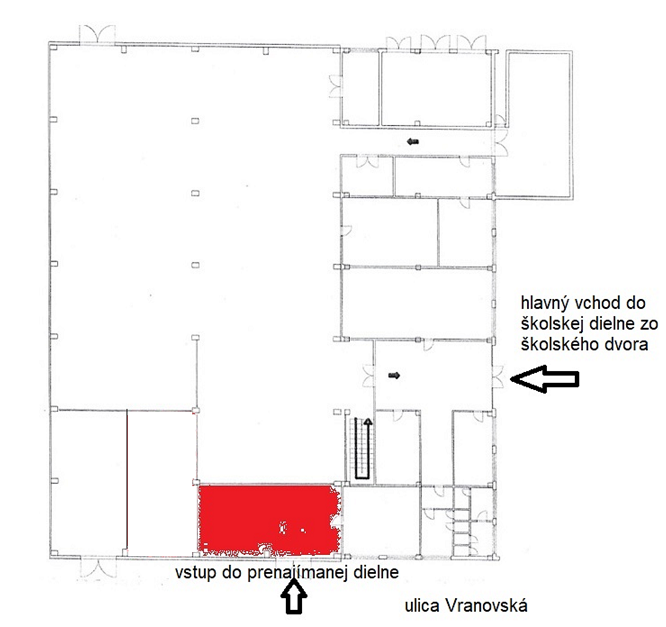 hlavný vchod do
školskej dielne zo
školského dvora
vstup do prenajímanej dielne
ulica Vranovská